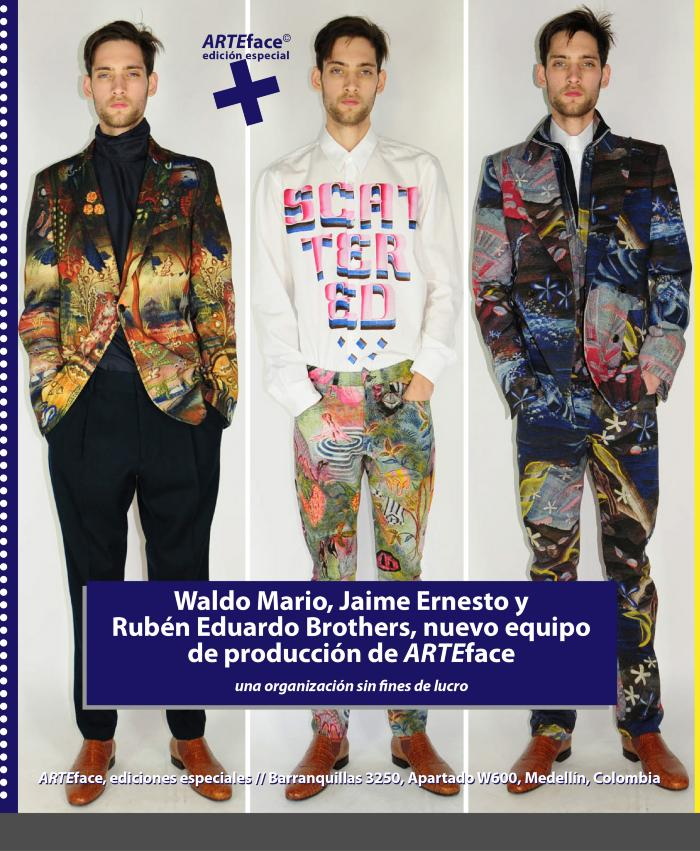 ARTEface©
edición especial
SCAT
TER
ED
Waldo Mario, Jaime Ernesto y
Rubén Eduardo Brothers, nuevo equipo
de producción de ARTEface
una organización sin fines de lucro
ARTEface, ediciones especiales // Barranquillas 3250, Apartado W600, Medellín, Colombia